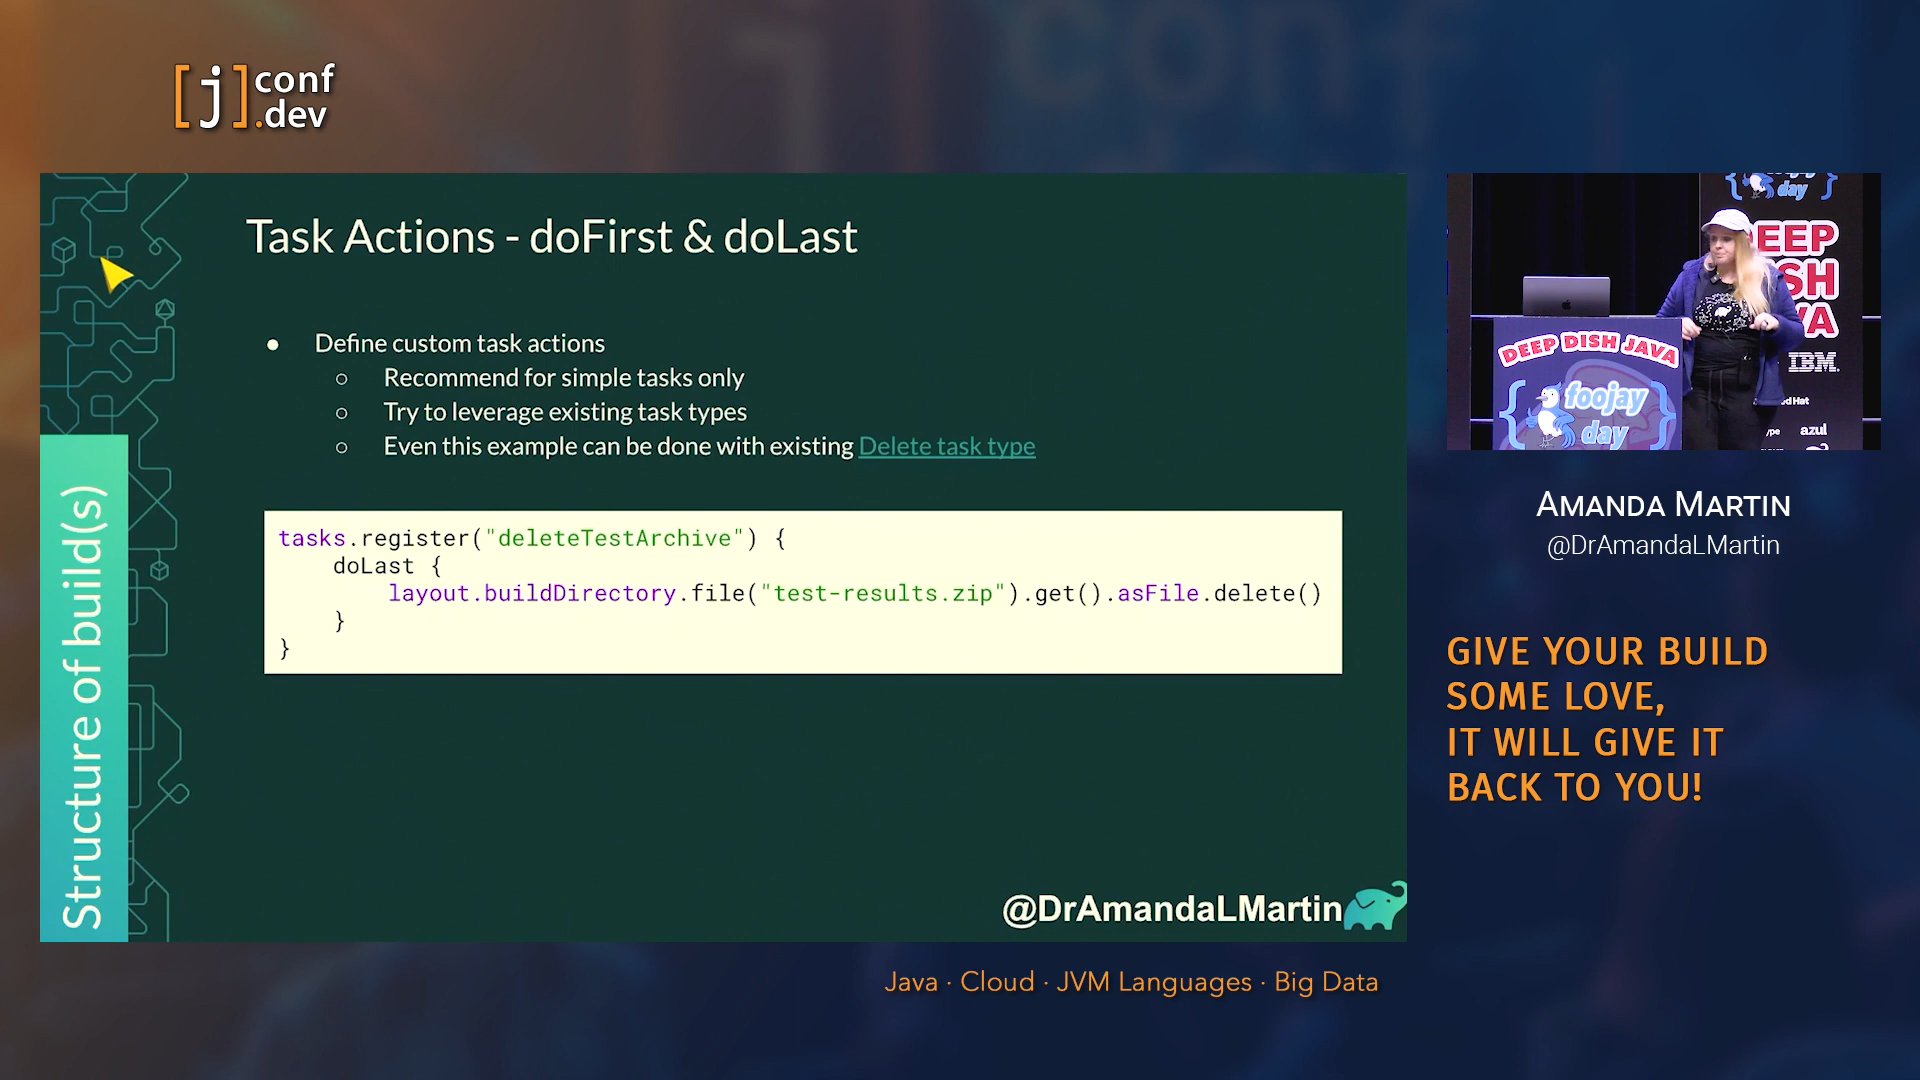 [j] conf
.dev
Task Actions - doFirst & doLast
● Define custom task actions
○ Recommend for simple tasks only
○ Try to leverage existing task types
○ Even this example can be done with existing Delete task type
tasks.register("deleteTestArchive") {
    doLast {
        layout.buildDirectory.file("test-results.zip").get().asFile.delete()
    }
}
Structure of build(s)
@DrAmandaLMartin
day
DEEP DISH JAVA
{ foojay
day }
IBM
azul
AMANDA MARTIN
@DrAmandaLMartin
GIVE YOUR BUILD
SOME LOVE,
IT WILL GIVE IT
BACK TO YOU!
Java · Cloud · JVM Languages · Big Data